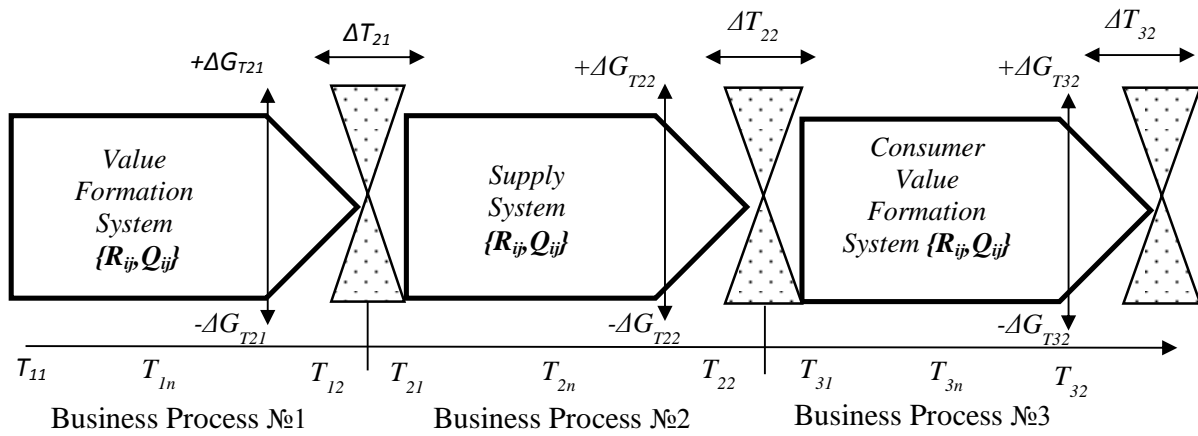 ΔT21
ΔT22
ΔT32
+ΔGT21
+ΔGT22
+ΔGT32
Value
Formation
System
{Rij,Qij}
Supply
System
{Rij,Qij}
Consumer
Value
Formation
System {Rij,Qij}
-ΔGT21
-ΔGT22
-ΔGT32
T11
T1n
T12
T21
T2n
T22
T31
T3n
T32
Business Process №1
Business Process №2
Business Process №3